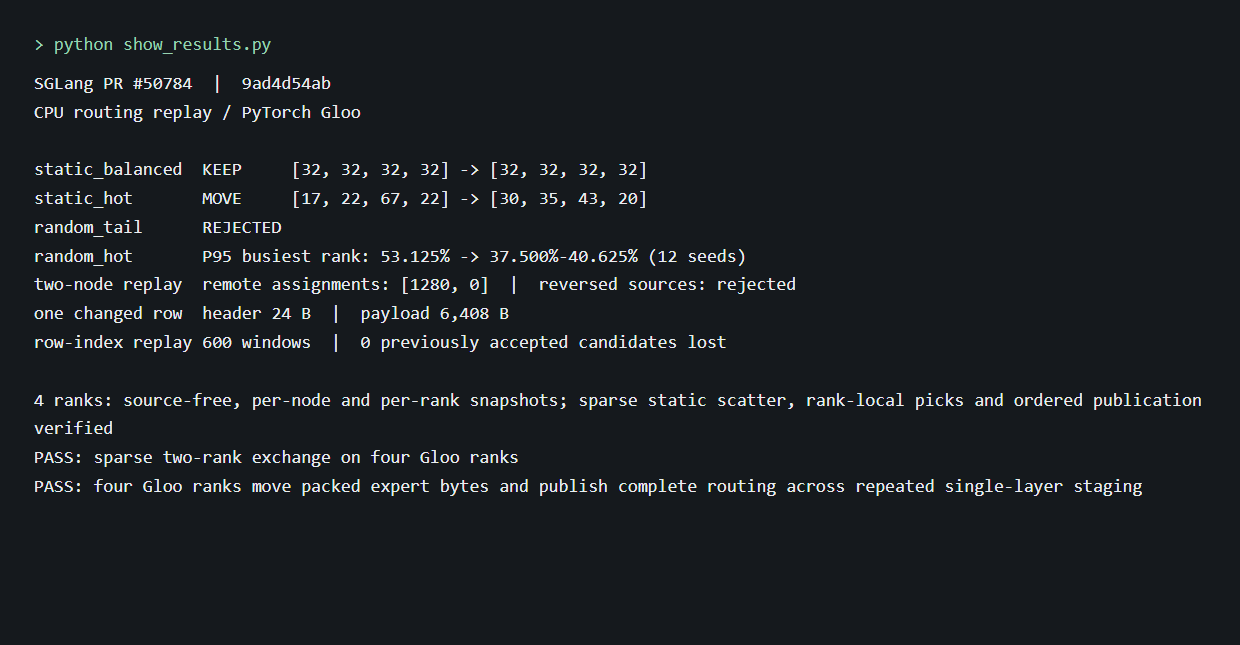 > python show_results.py
SGLang PR #50784 | 9ad4d54ab
CPU routing replay / PyTorch Gloo
static_balanced KEEP [32, 32, 32, 32] -> [32, 32, 32, 32]
static_hot MOVE [17, 22, 67, 22] -> [30, 35, 43, 20]
random_tail REJECTED
random_hot P95 busiest rank: 53.125% -> 37.500%-40.625% (12 seeds)
two-node replay remote assignments: [1280, 0] | reversed sources: rejected
one changed row header 24 B | payload 6,408 B
row-index replay 600 windows | 0 previously accepted candidates lost
4 ranks: source-free, per-node and per-rank snapshots; sparse static scatter, rank-local picks and ordered publication
verified
PASS: sparse two-rank exchange on four Gloo ranks
PASS: four Gloo ranks move packed expert bytes and publish complete routing across repeated single-layer staging